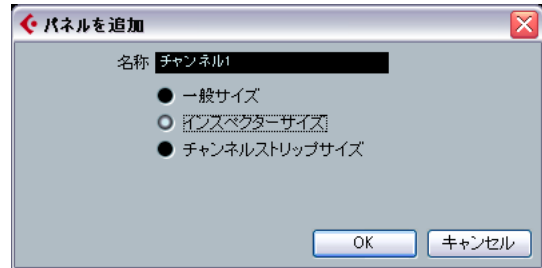 パネルを追加
名称 チャンネル1
一般サイズ
インスペクターサイズ
チャンネルストリップサイズ
OK キャンセル